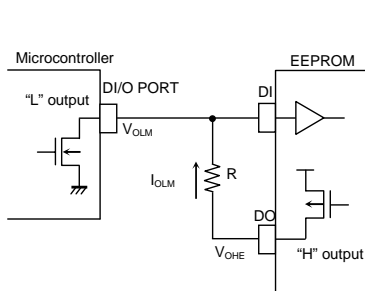 Microcontroller
EEPROM
DI/O PORT
“L” output
DI
VOLM
IOLM
R
DO
VOHE
“H” output